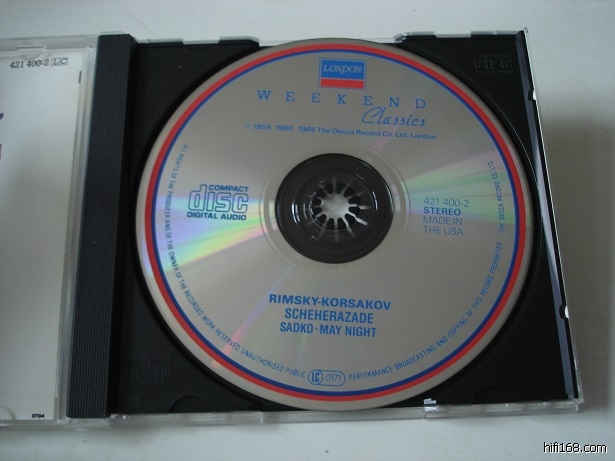 421 400-2
LONDON
WEEKEND
Classics
1959, 1960, 1966 The Decca Record Co. Ltd. London
COMPACT
disc
DIGITAL AUDIO
421 400-2
STEREO
MADE IN
THE USA
RIMSKY-KORSAKOV
SCHEHERAZADE
SADKO · MAY NIGHT
ALL RIGHTS OF THE PRODUCER AND OF THE OWNER OF THE RECORDED WORK RESERVED UNAUTHORISED PUBLIC PERFORMANCE BROADCASTING AND COPYING OF THIS RECORD PROHIBITED
DECCA RECORD CO LTD
0171
hifi168.com